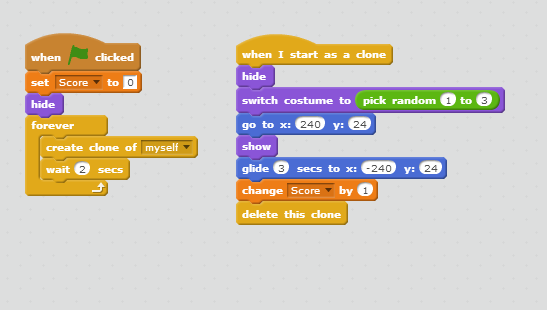 when clicked
set Score to 0
hide
forever
create clone of myself
wait 2 secs
when I start as a clone
hide
switch costume to pick random 1 to 3
go to x: 240 y: 24
show
glide 3 secs to x: -240 y: 24
change Score by 1
delete this clone